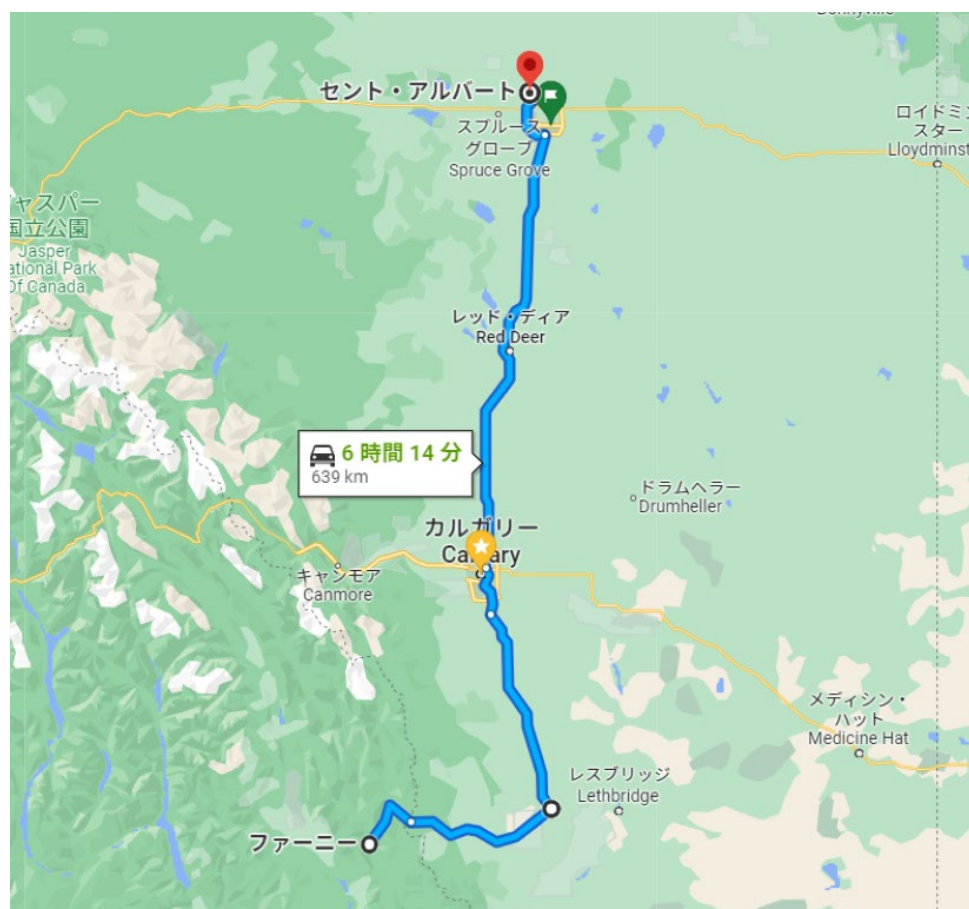 セント・アルバート
スプルース
グローブ
Spruce Grove
ロイドミ
スター
Lloydminst
ャスパー
国立公園
Jasper
ational Park
Of Canada
レッド・ディア
Red Deer
6 時間 14 分
639 km
ドラムヘラー
Drumheller
カルガリー
キャンモア
Canmore
メディシン・
ハット
Medicine Hat
レスブリッジ
Lethbridge
ファーニー